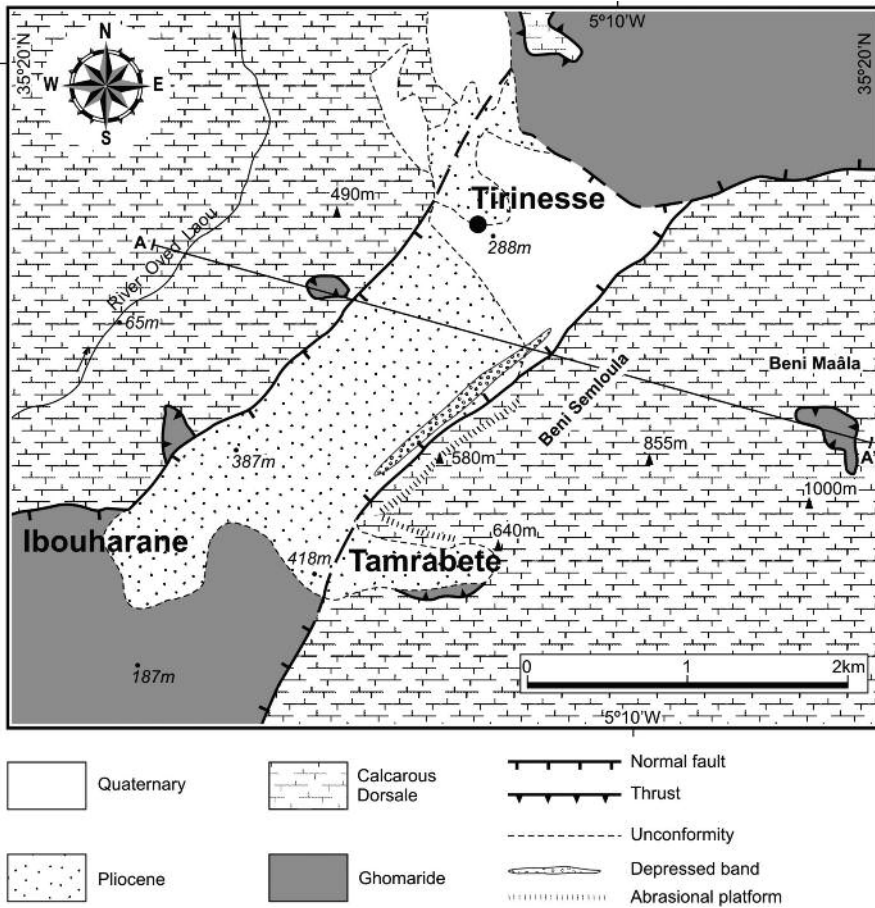 5°10'W
35°20'N
35°20'N
N
W
E
S
490m
Tirinesse
288m
A
River Oved Laou
65m
Beni Maâla
Beni Semloula
387m
580m
855m
A'
1000m
Ibouharane
418m
640m
Tamrabete
187m
0 1 2km
5°10'W
Quaternary
Calcarous
Dorsale
Normal fault
Thrust
Unconformity
Pliocene
Ghomaride
Depressed band
Abrasional platform